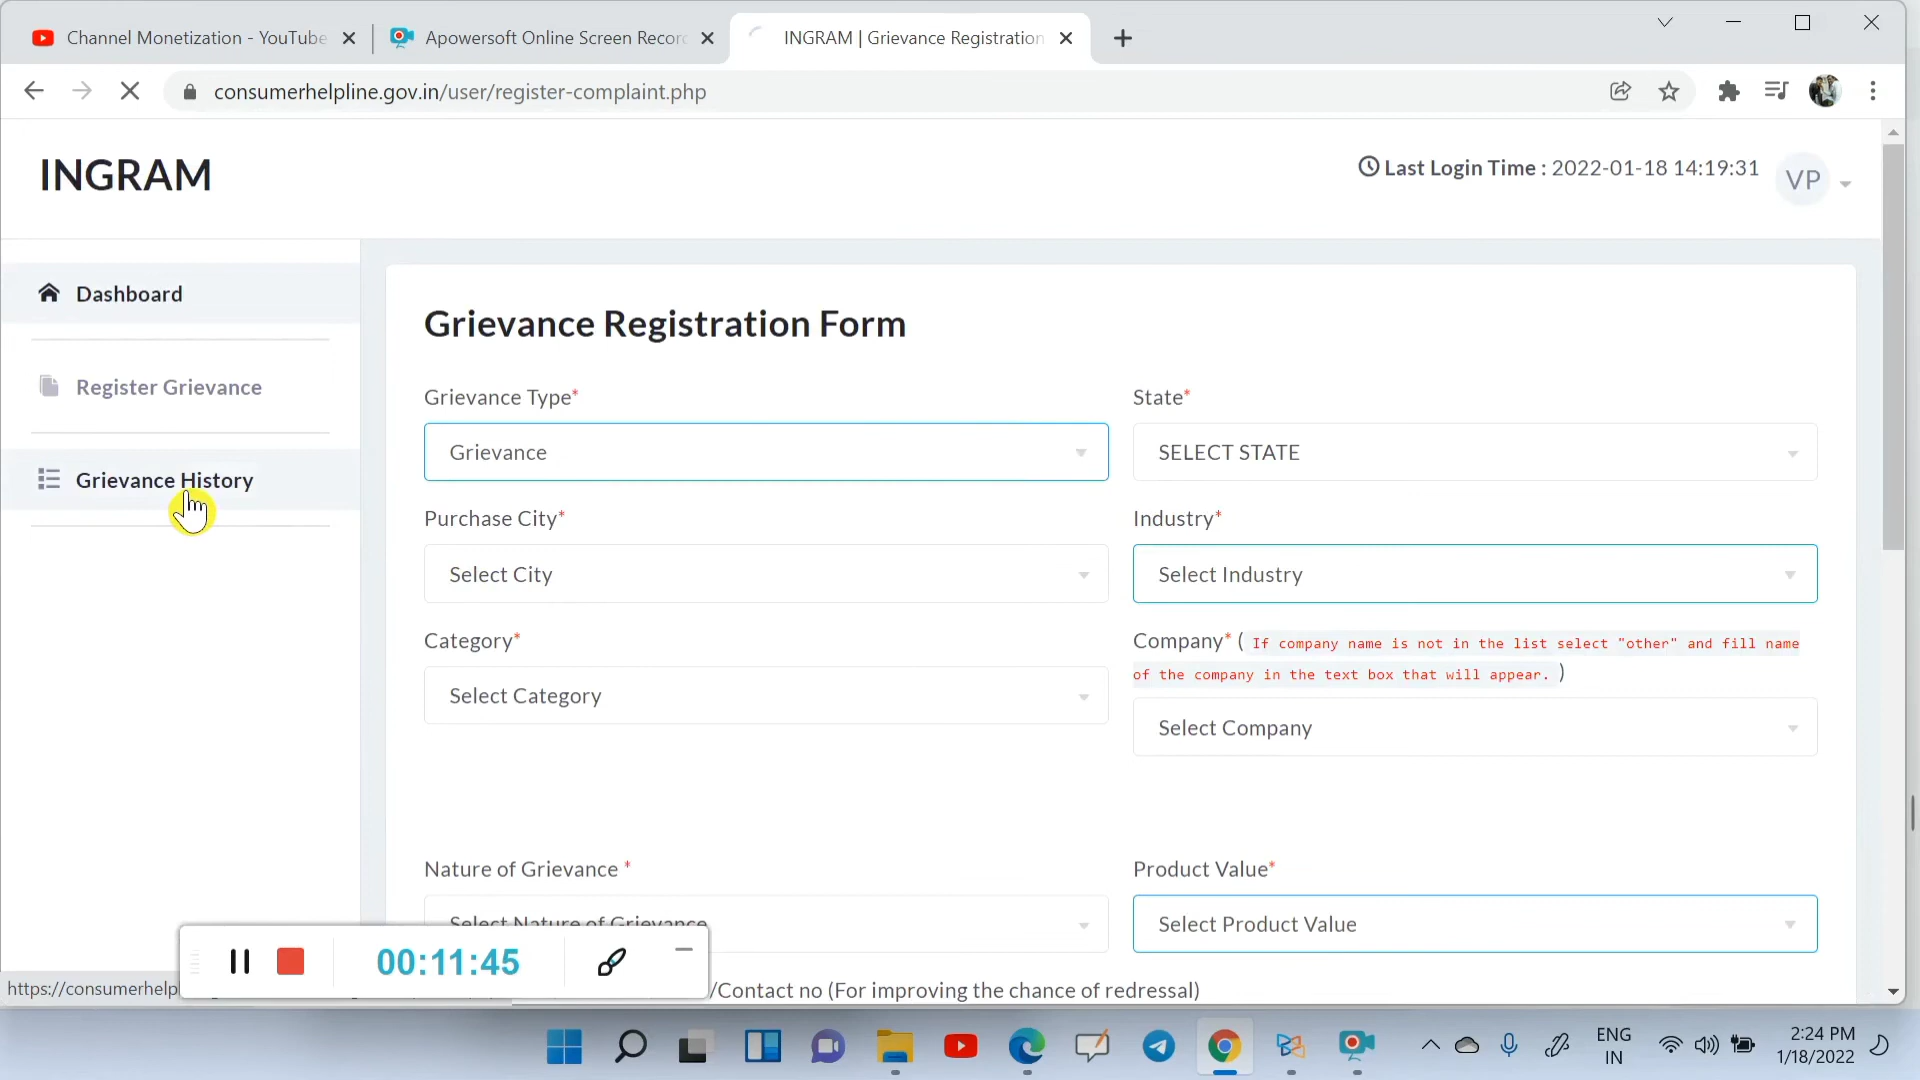 Channel Monetization - YouTube
Apowersoft Online Screen Recor
INGRAM | Grievance Registration
consumerhelpline.gov.in/user/register-complaint.php
INGRAM
Last Login Time : 2022-01-18 14:19:31
VP
Dashboard
Register Grievance
Grievance History
Grievance Registration Form
Grievance Type*
State*
Grievance
SELECT STATE
Purchase City*
Industry*
Select City
Select Industry
Category*
Company* ( If company name is not in the list select "other" and fill name
of the company in the text box that will appear. )
Select Category
Select Company
Nature of Grievance *
Product Value*
Select Nature of Grievance
Select Product Value
00:11:45
https://consumerhelp
/Contact no (For improving the chance of redressal)
ENG
IN
2:24 PM
1/18/2022